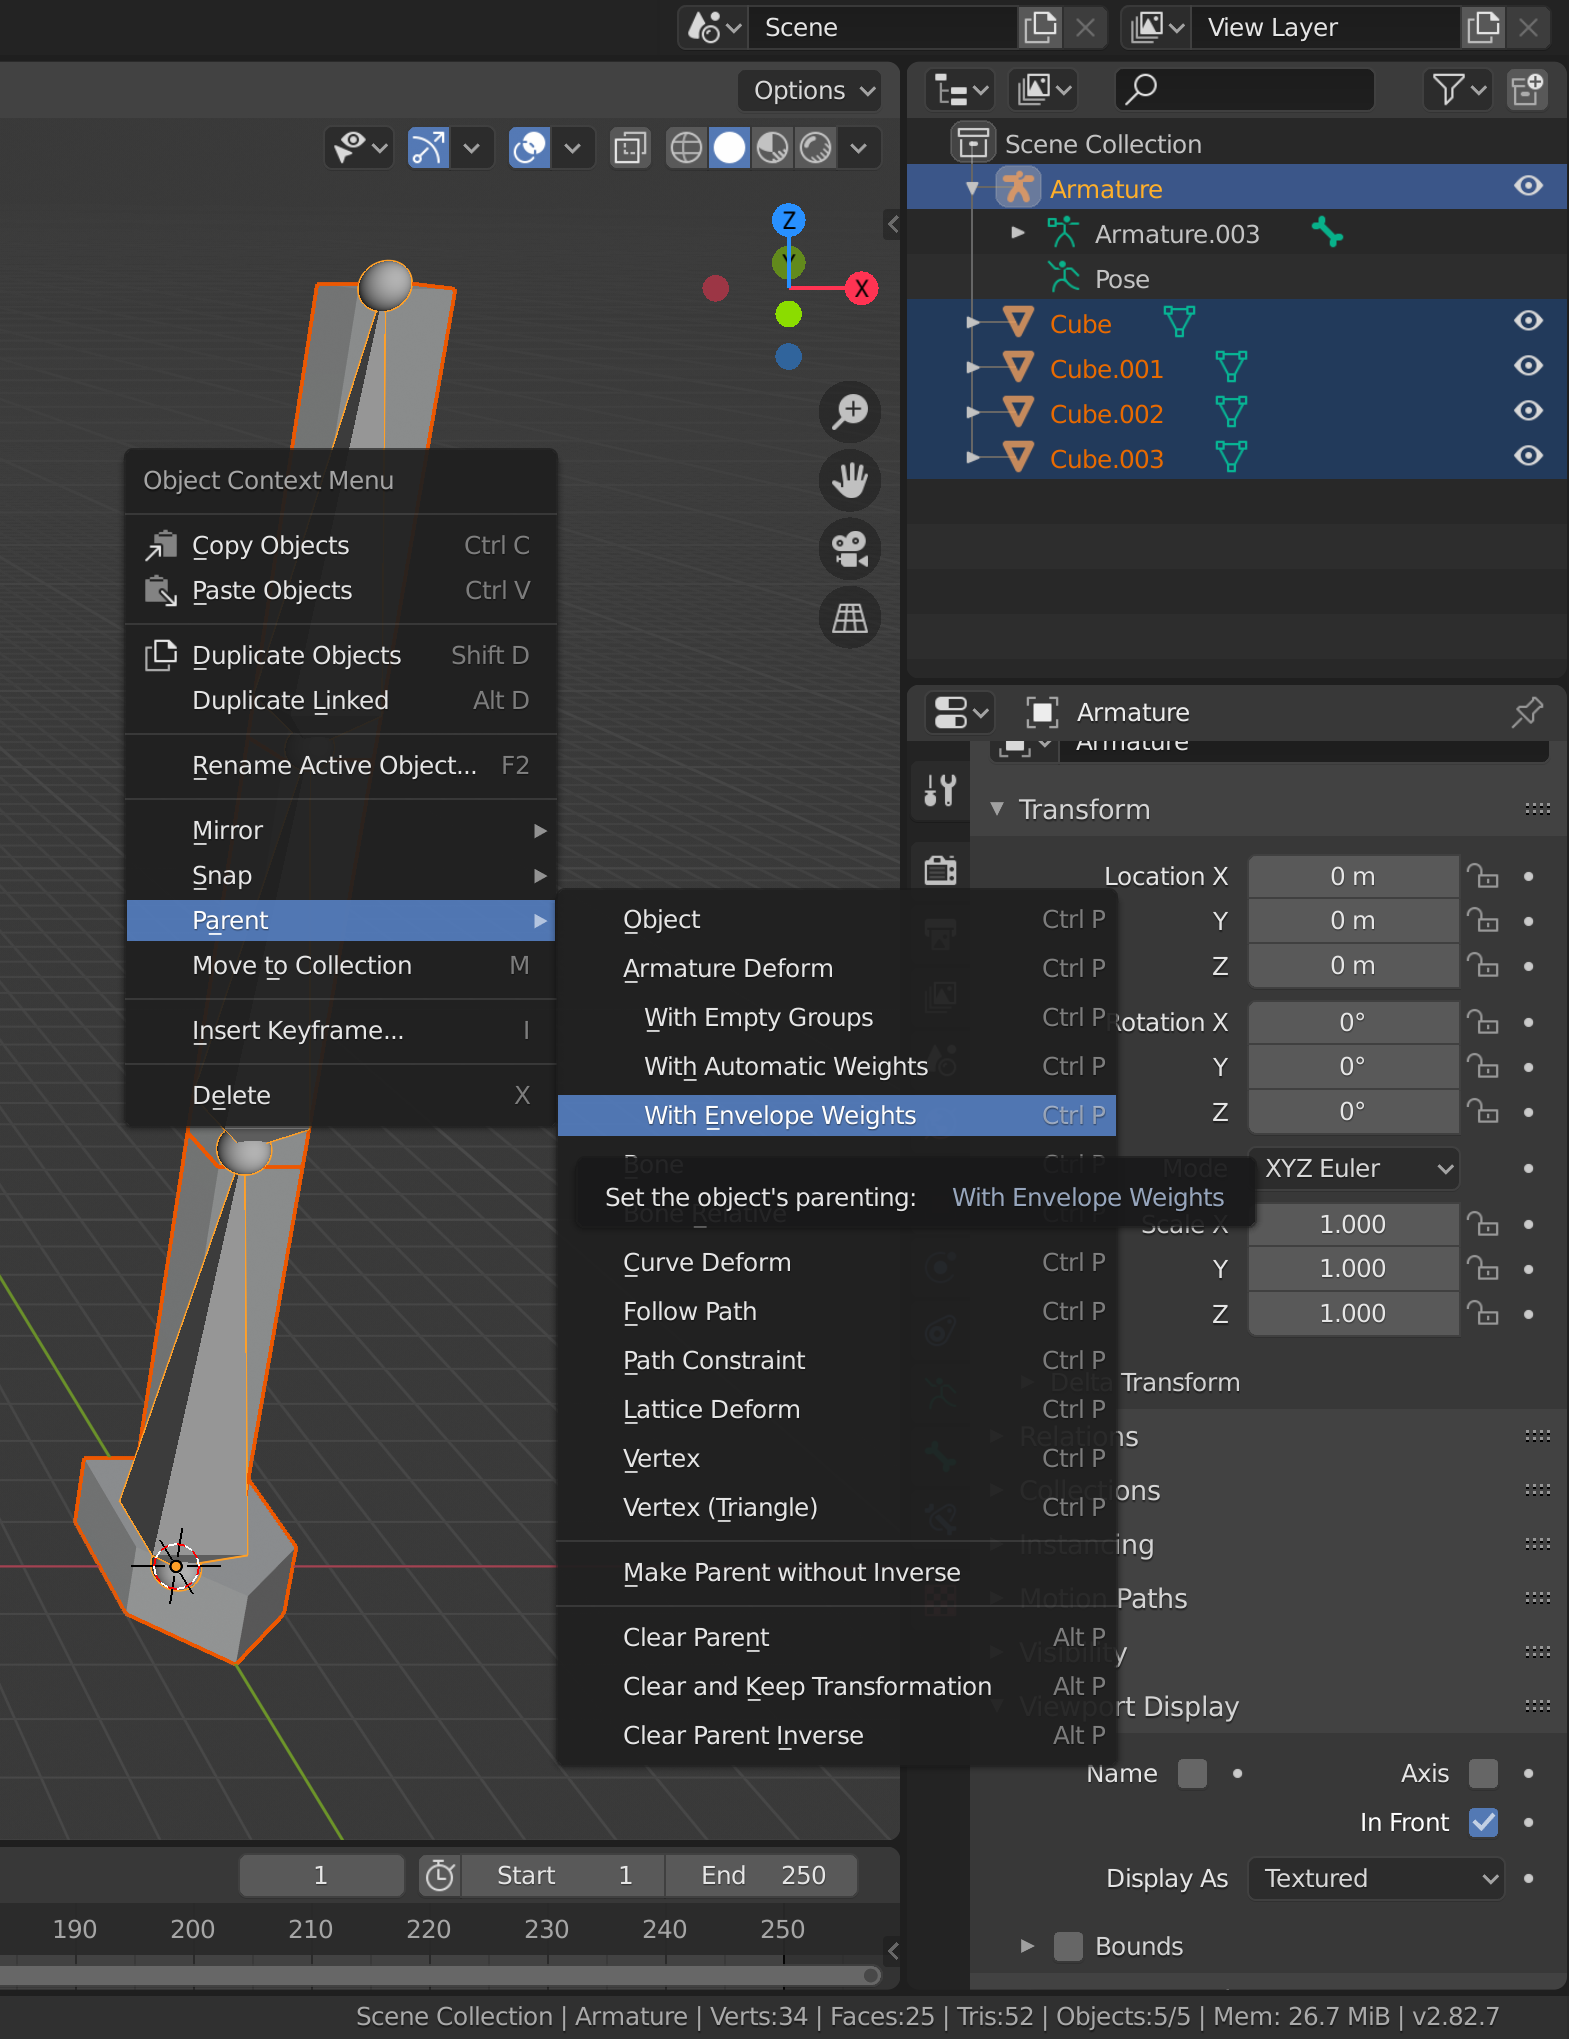 Scene
View Layer
Options
Scene Collection
Armature
Armature.003
Pose
Cube
Cube.001
Cube.002
Cube.003
Z
Y
X
Object Context Menu
Copy Objects Ctrl C
Paste Objects Ctrl V
Duplicate Objects Shift D
Duplicate Linked Alt D
Rename Active Object... F2
Mirror
Snap
Parent
Move to Collection M
Insert Keyframe... I
Delete X
Object Ctrl P
Armature Deform Ctrl P
With Empty Groups Ctrl P
With Automatic Weights Ctrl P
With Envelope Weights Ctrl P
Bone Ctrl P
Set the object's parenting: With Envelope Weights
Bone Relative Ctrl P
Curve Deform Ctrl P
Follow Path Ctrl P
Path Constraint Ctrl P
Lattice Deform Ctrl P
Vertex Ctrl P
Vertex (Triangle) Ctrl P
Make Parent without Inverse
Clear Parent Alt P
Clear and Keep Transformation Alt P
Clear Parent Inverse Alt P
Armature
Armature
Transform
Location X 0 m
Y 0 m
Z 0 m
Rotation X 0°
Y 0°
Z 0°
Mode XYZ Euler
Scale X 1.000
Y 1.000
Z 1.000
Delta Transform
Relations
Collections
Instancing
Motion Paths
Visibility
Viewport Display
Name Axis
In Front
Display As Textured
Bounds
1 Start 1 End 250
190 200 210 220 230 240 250
Scene Collection | Armature | Verts:34 | Faces:25 | Tris:52 | Objects:5/5 | Mem: 26.7 MiB | v2.82.7